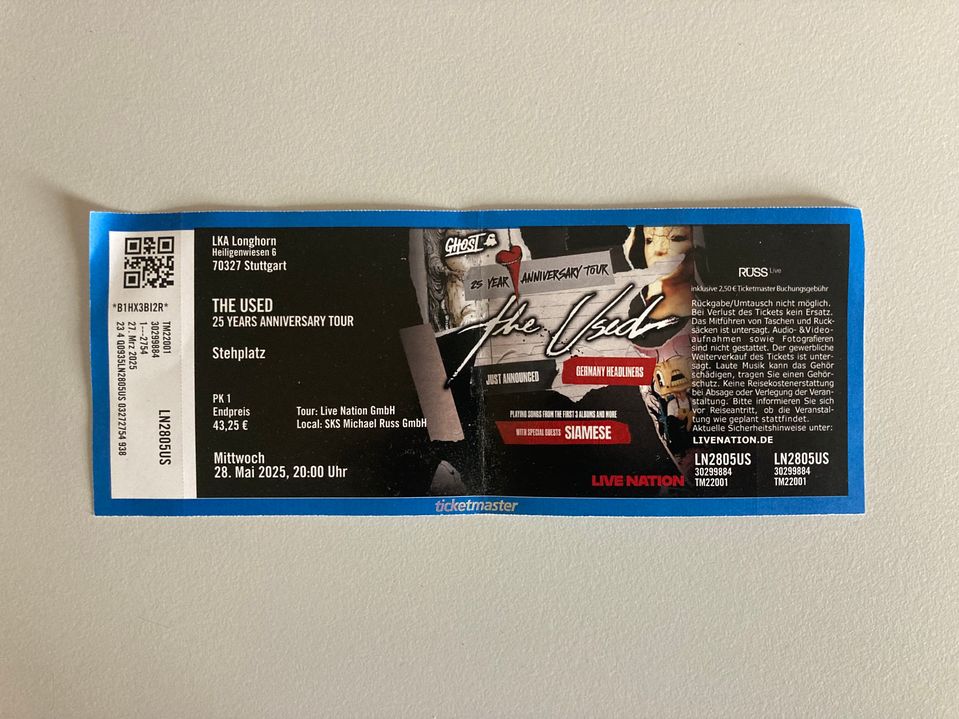 *B1HX3BI2R*
TM22001
30299884
1---2754
27. Mrz 2025
23 4 Q0935LN2805US 03272754 938
LN2805US
LKA Longhorn
Heiligenwiesen 6
70327 Stuttgart
THE USED
25 YEARS ANNIVERSARY TOUR
Stehplatz
PK 1
Endpreis
43,25 €
Tour: Live Nation GmbH
Local: SKS Michael Russ GmbH
Mittwoch
28. Mai 2025, 20:00 Uhr
GHOST
25 YEAR ANNIVERSARY TOUR
the Used
JUST ANNOUNCED
GERMANY HEADLINERS
PLAYING SONGS FROM THE FIRST 3 ALBUMS AND MORE
WITH SPECIAL GUESTS SIAMESE
LIVE NATION
RUSS Live
inklusive 2,50 € Ticketmaster Buchungsgebühr
Rückgabe/Umtausch nicht möglich.
Bei Verlust des Tickets kein Ersatz.
Das Mitführen von Taschen und Ruck-
säcken ist untersagt. Audio- &Video-
aufnahmen sowie Fotografieren
sind nicht gestattet. Der gewerbliche
Weiterverkauf des Tickets ist unter-
sagt. Laute Musik kann das Gehör
schädigen, tragen Sie einen Gehör-
schutz. Keine Reisekostenerstattung
bei Absage oder Verlegung der Veran-
staltung. Bitte informieren Sie sich
vor Reiseantritt, ob die Veranstal-
tung wie geplant stattfindet.
Aktuelle Sicherheitshinweise unter:
LIVENATION.DE
LN2805US
30299884
TM22001
LN2805US
30299884
TM22001
ticketmaster